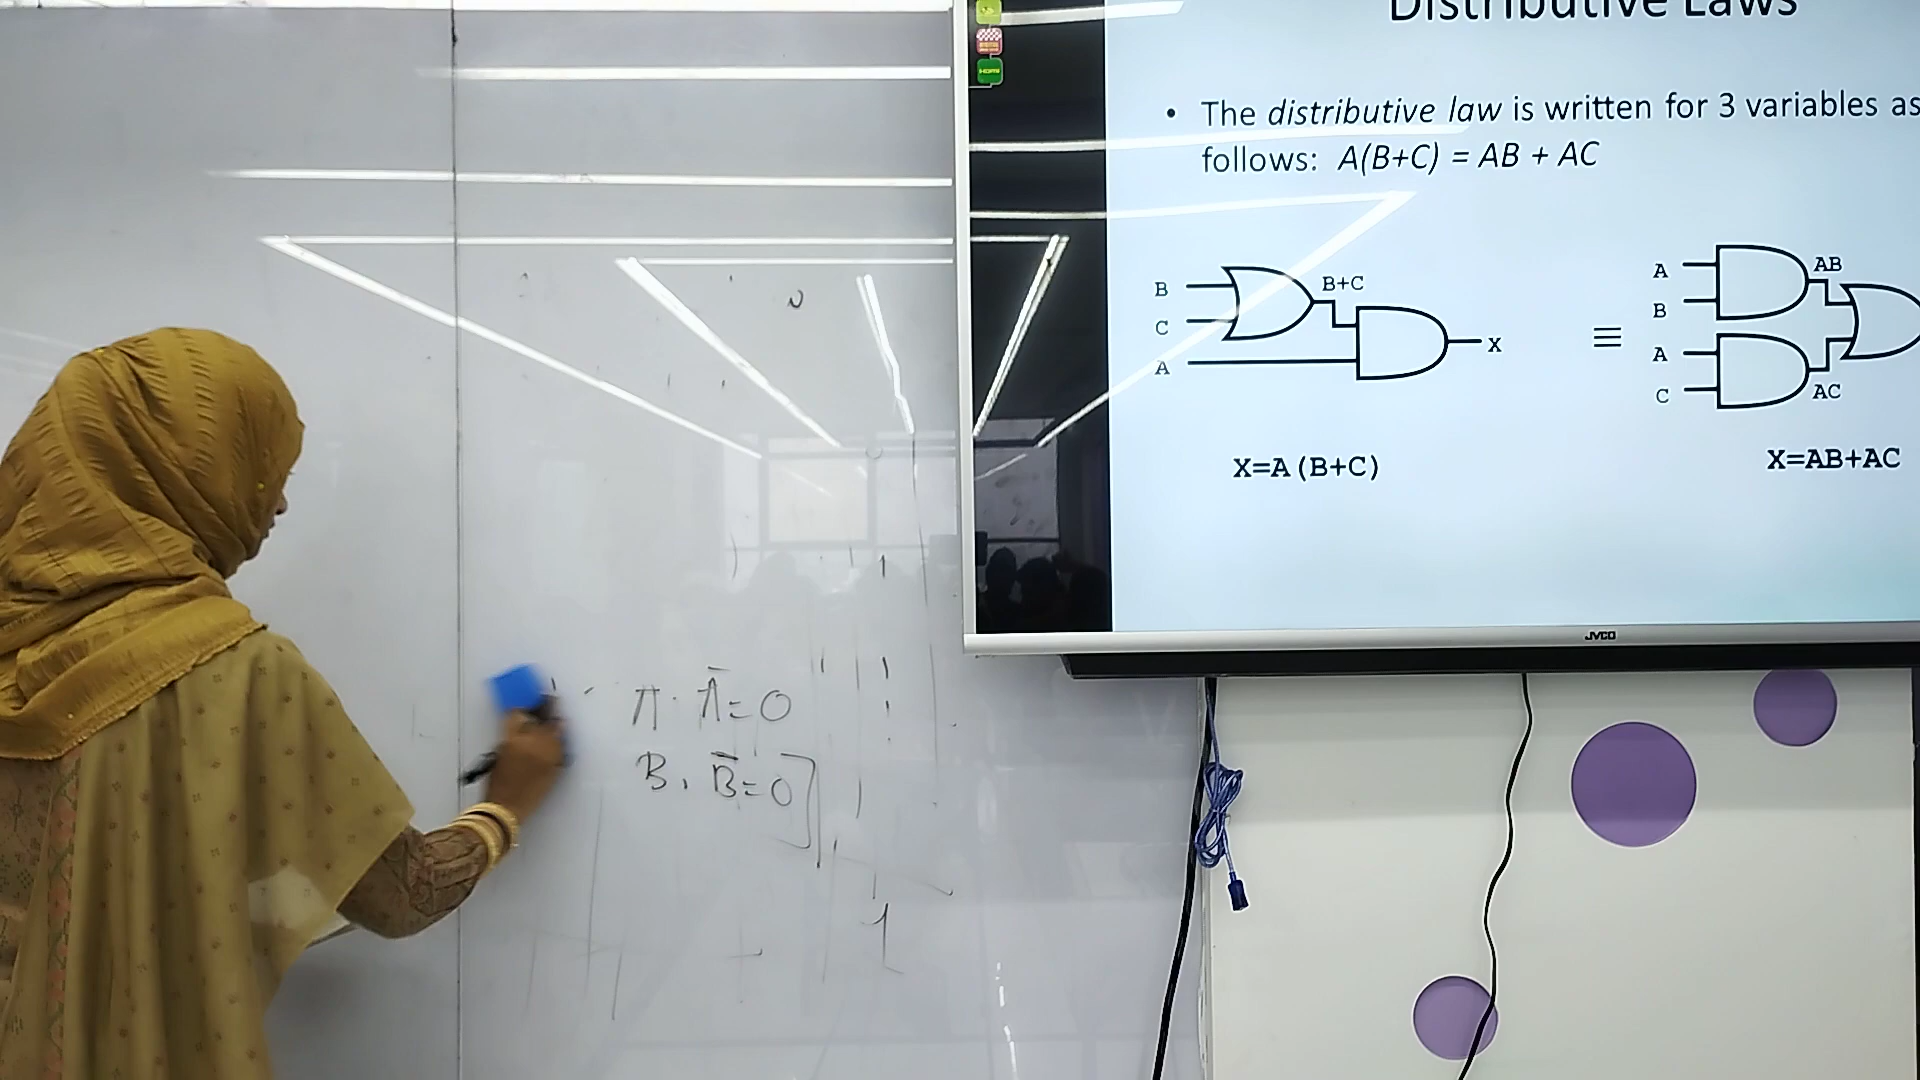 Distributive Laws
• The distributive law is written for 3 variables as
follows: A(B+C) = AB + AC
B
C
A
B+C
X
≡
A
B
A
C
AB
AC
X=A(B+C)
X=AB+AC
JVCO
HDMI
A · A̅ = 0
B . B̅ = 0